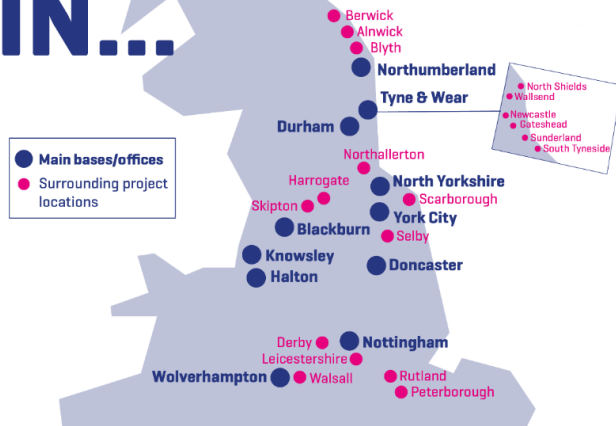 IN...
Berwick
Alnwick
Blyth
Northumberland
Tyne & Wear
North Shields
Wallsend
Newcastle
Gateshead
Sunderland
South Tyneside
Durham
Main bases/offices
Surrounding project
locations
Northallerton
Harrogate
North Yorkshire
Skipton
Scarborough
York City
Blackburn
Selby
Knowsley
Doncaster
Halton
Derby
Nottingham
Leicestershire
Wolverhampton
Walsall
Rutland
Peterborough